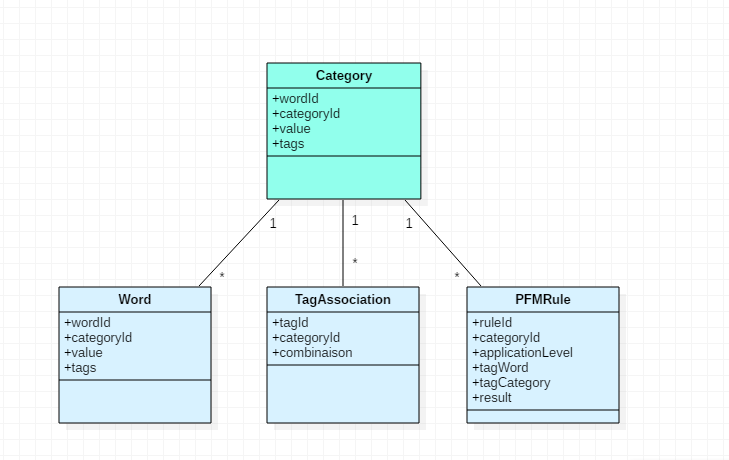 Category
+wordId
+categoryId
+value
+tags
1
1
1
*
*
*
Word
+wordId
+categoryId
+value
+tags
TagAssociation
+tagId
+categoryId
+combinaison
PFMRule
+ruleId
+categoryId
+applicationLevel
+tagWord
+tagCategory
+result